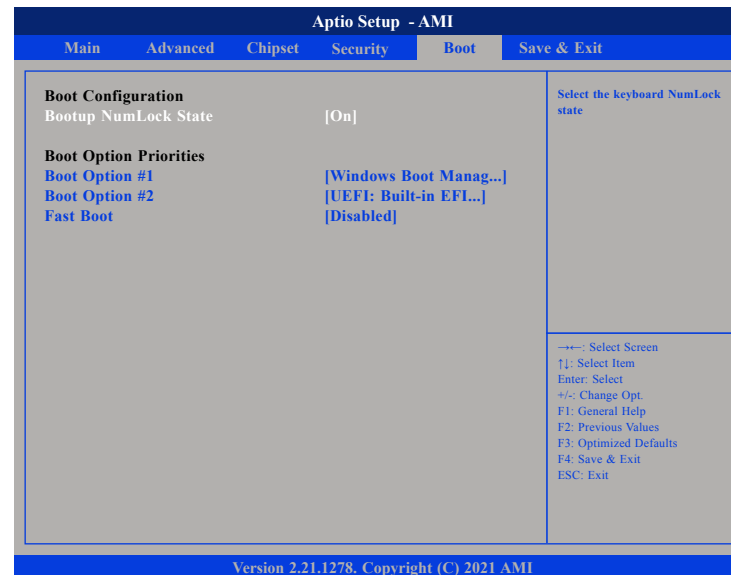 Aptio Setup - AMI
Main Advanced Chipset Security Boot Save & Exit
Boot Configuration
Bootup NumLock State [On]
Boot Option Priorities
Boot Option #1 [Windows Boot Manag...]
Boot Option #2 [UEFI: Built-in EFI...]
Fast Boot [Disabled]
Select the keyboard NumLock
state
→←: Select Screen
↑↓: Select Item
Enter: Select
+/-: Change Opt.
F1: General Help
F2: Previous Values
F3: Optimized Defaults
F4: Save & Exit
ESC: Exit
Version 2.21.1278. Copyright (C) 2021 AMI